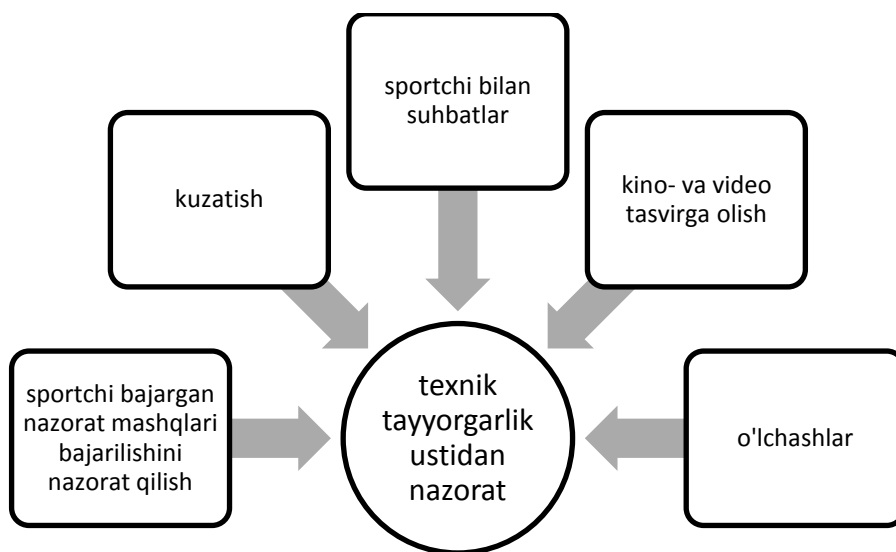 sportchi bilan
suhbatlar
kuzatish
kino- va video
tasvirga olish
sportchi bajargan
nazorat mashqlari
bajarilishini
nazorat qilish
texnik
tayyorgarlik
ustidan
nazorat
o'lchashlar